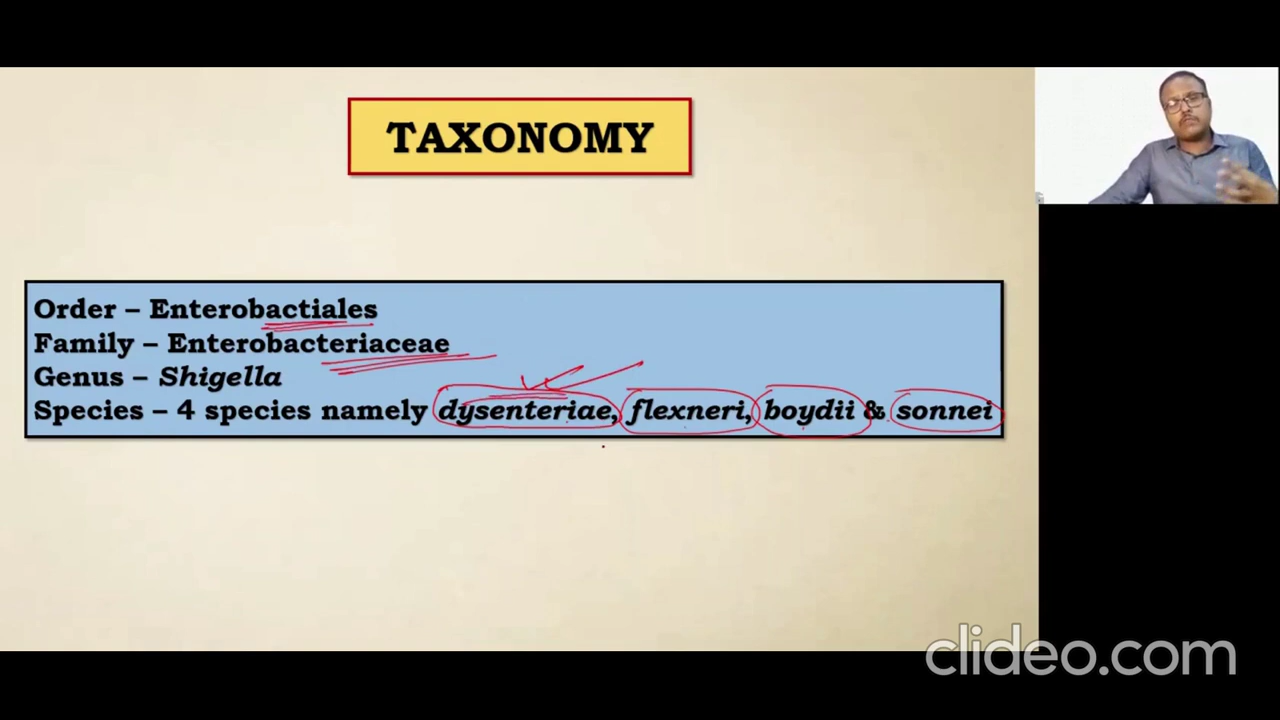 TAXONOMY
Order – Enterobactiales
Family – Enterobacteriaceae
Genus – Shigella
Species – 4 species namely dysenteriae, flexneri, boydii & sonnei
clideo.com